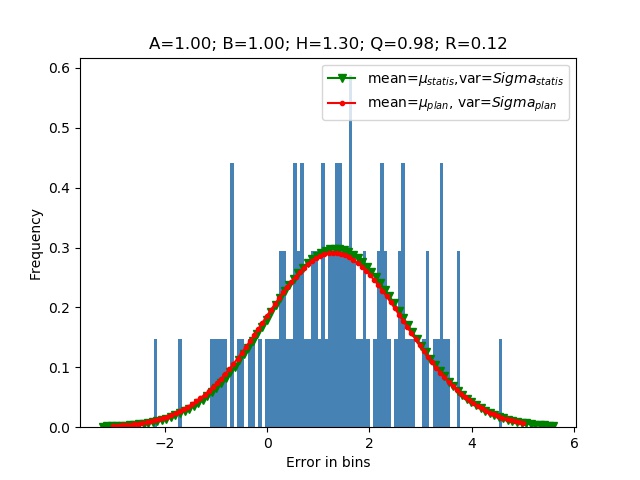 A=1.00; B=1.00; H=1.30; Q=0.98; R=0.12
mean=μstatis,var=Sigmastatis
mean=μplan, var=Sigmaplan
0.6
0.5
0.4
0.3
0.2
0.1
0.0
Frequency
−2 0 2 4 6
Error in bins